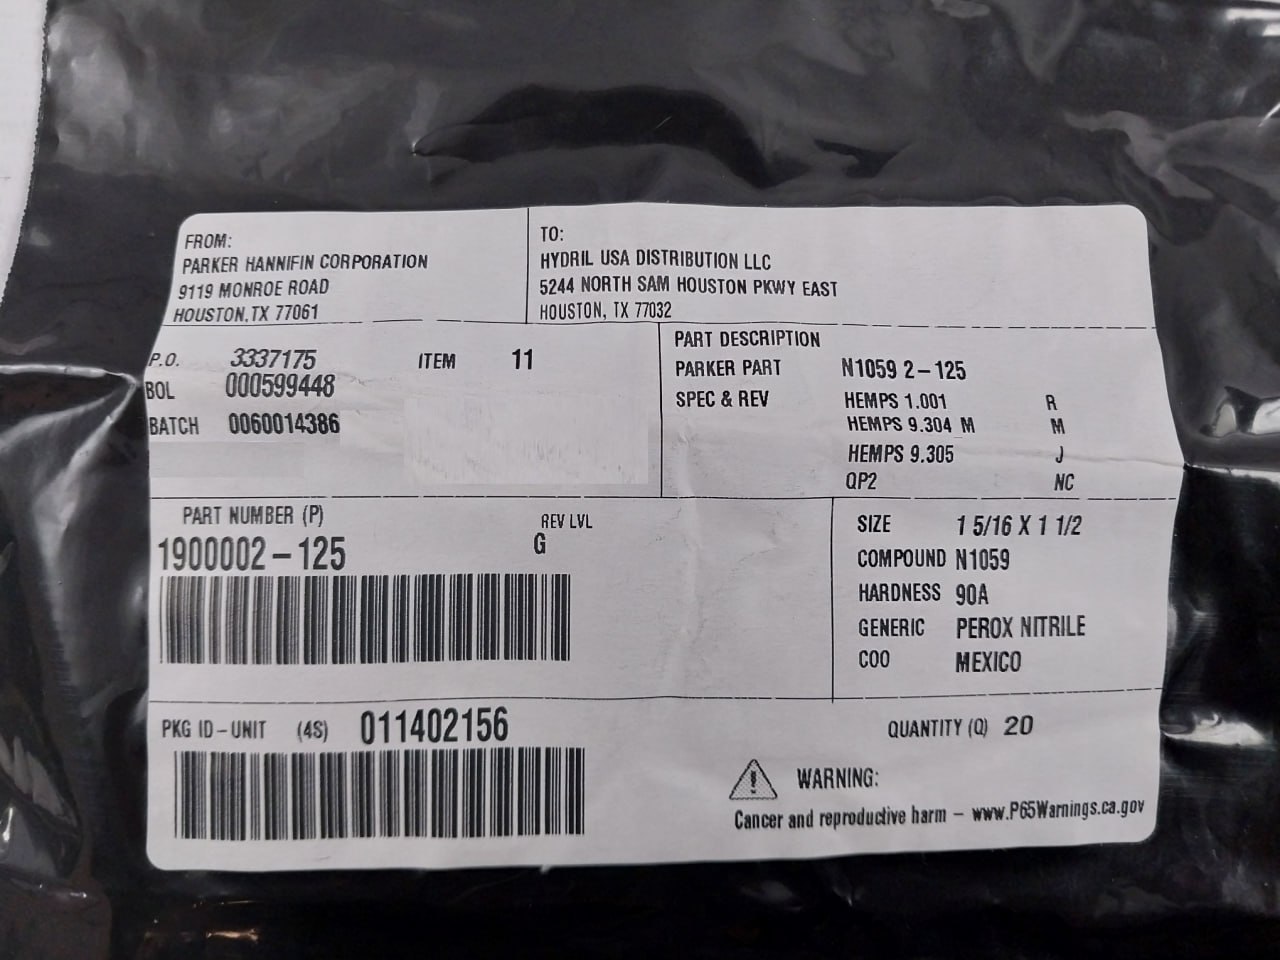 FROM:
PARKER HANNIFIN CORPORATION
9119 MONROE ROAD
HOUSTON, TX 77061
TO:
HYDRIL USA DISTRIBUTION LLC
5244 NORTH SAM HOUSTON PKWY EAST
HOUSTON, TX 77032
P.O. 3337175 ITEM 11
BOL 000599448
BATCH 0060014386
PART DESCRIPTION
PARKER PART N1059 2-125
SPEC & REV HEMPS 1.001 R
HEMPS 9.304 M M
HEMPS 9.305 J
QP2 NC
PART NUMBER (P) REV LVL
1900002-125 G
SIZE 1 5/16 X 1 1/2
COMPOUND N1059
HARDNESS 90A
GENERIC PEROX NITRILE
COO MEXICO
PKG ID-UNIT (4S) 011402156
QUANTITY (Q) 20
WARNING:
Cancer and reproductive harm - www.P65Warnings.ca.gov